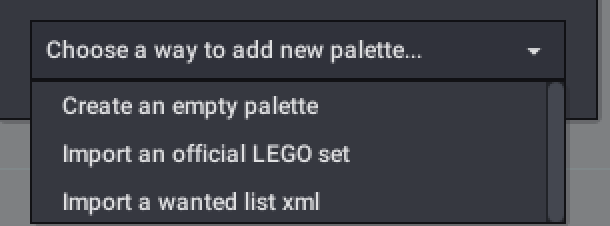 Choose a way to add new palette...
Create an empty palette
Import an official LEGO set
Import a wanted list xml